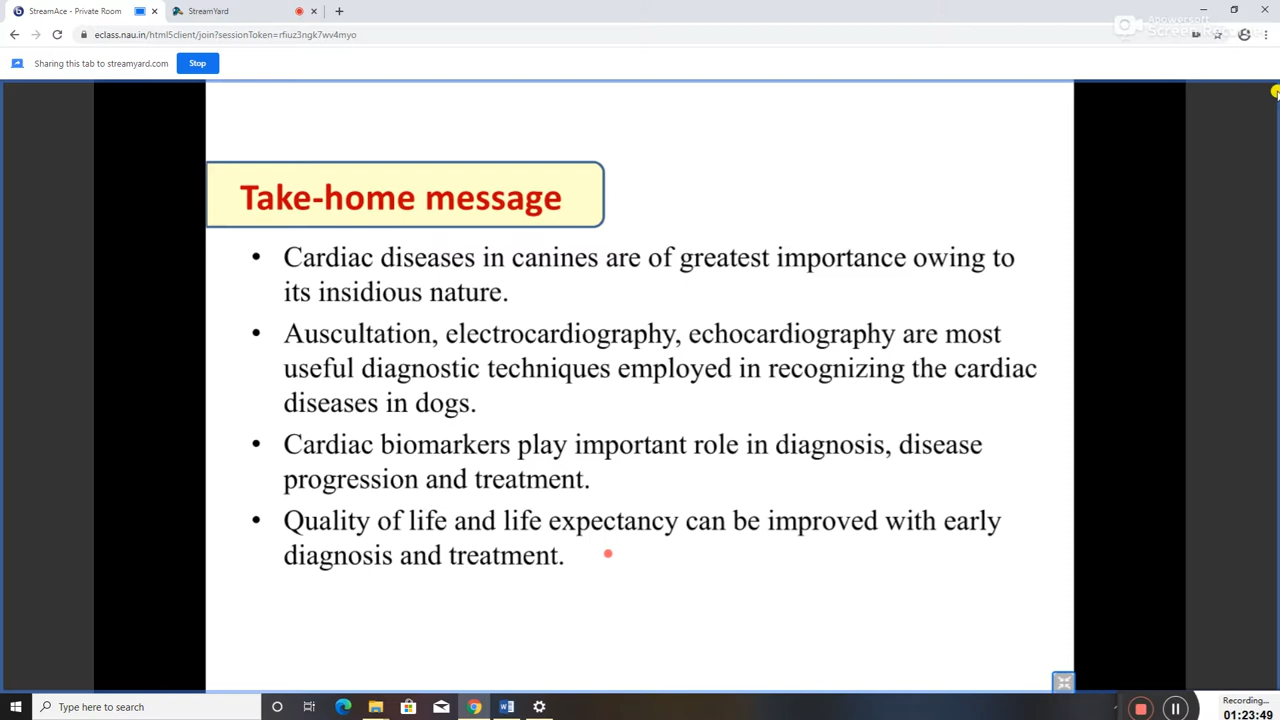 StreamAce - Private Room
StreamYard
eclass.nau.in/html5client/join?sessionToken=rfiuz3ngk7wv4myo
Apowersoft
Screen Recorder
Sharing this tab to streamyard.com
Stop
Take-home message
• Cardiac diseases in canines are of greatest importance owing to
its insidious nature.
• Auscultation, electrocardiography, echocardiography are most
useful diagnostic techniques employed in recognizing the cardiac
diseases in dogs.
• Cardiac biomarkers play important role in diagnosis, disease
progression and treatment.
• Quality of life and life expectancy can be improved with early
diagnosis and treatment.
Type here to search
Recording...
01:23:49